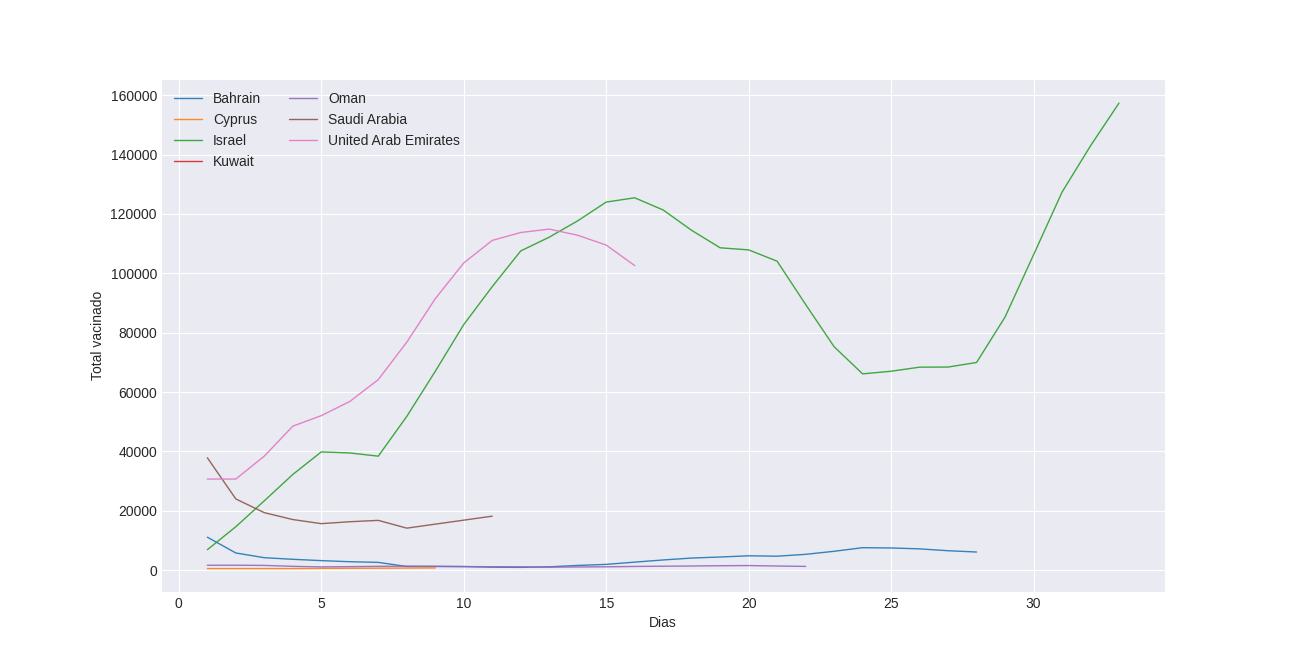 160000
140000
120000
100000
80000
60000
40000
20000
0
Total vacinado
Bahrain
Cyprus
Israel
Kuwait
Oman
Saudi Arabia
United Arab Emirates
0 5 10 15 20 25 30
Dias